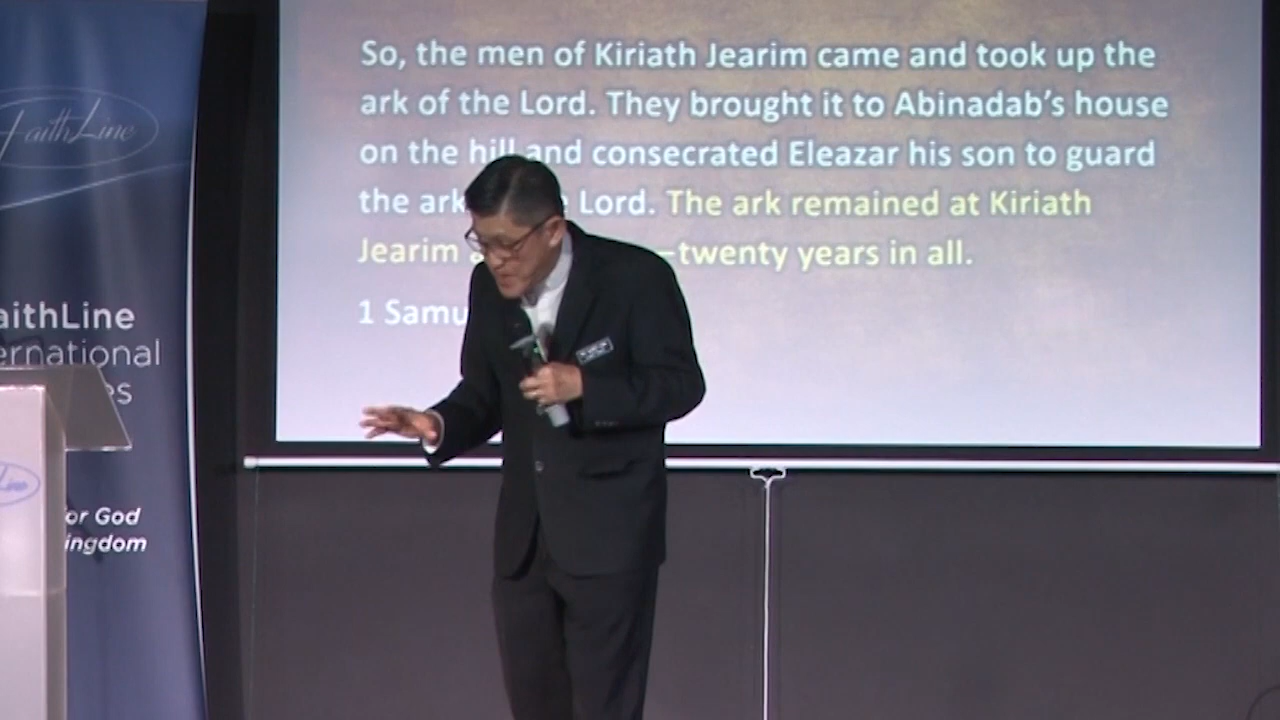 So, the men of Kiriath Jearim came and took up the
ark of the Lord. They brought it to Abinadab's house
on the hill and consecrated Eleazar his son to guard
the ark Lord. The ark remained at Kiriath
Jearim —twenty years in all.
1 Samu
FaithLine
aithLine
ernational
es
or God
ingdom
Line